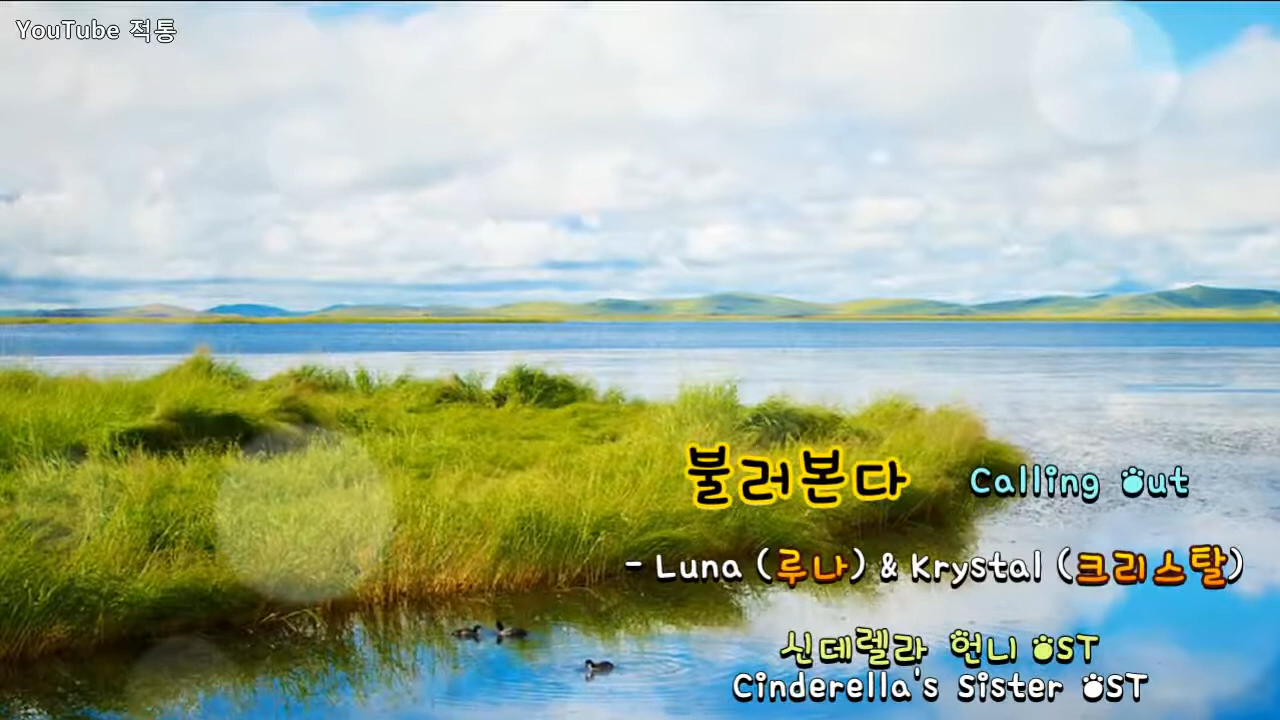 YouTube 적통
불러본다 Calling Out
- Luna (루나) & Krystal (크리스탈)
신데렐라 언니 OST
Cinderella's Sister OST